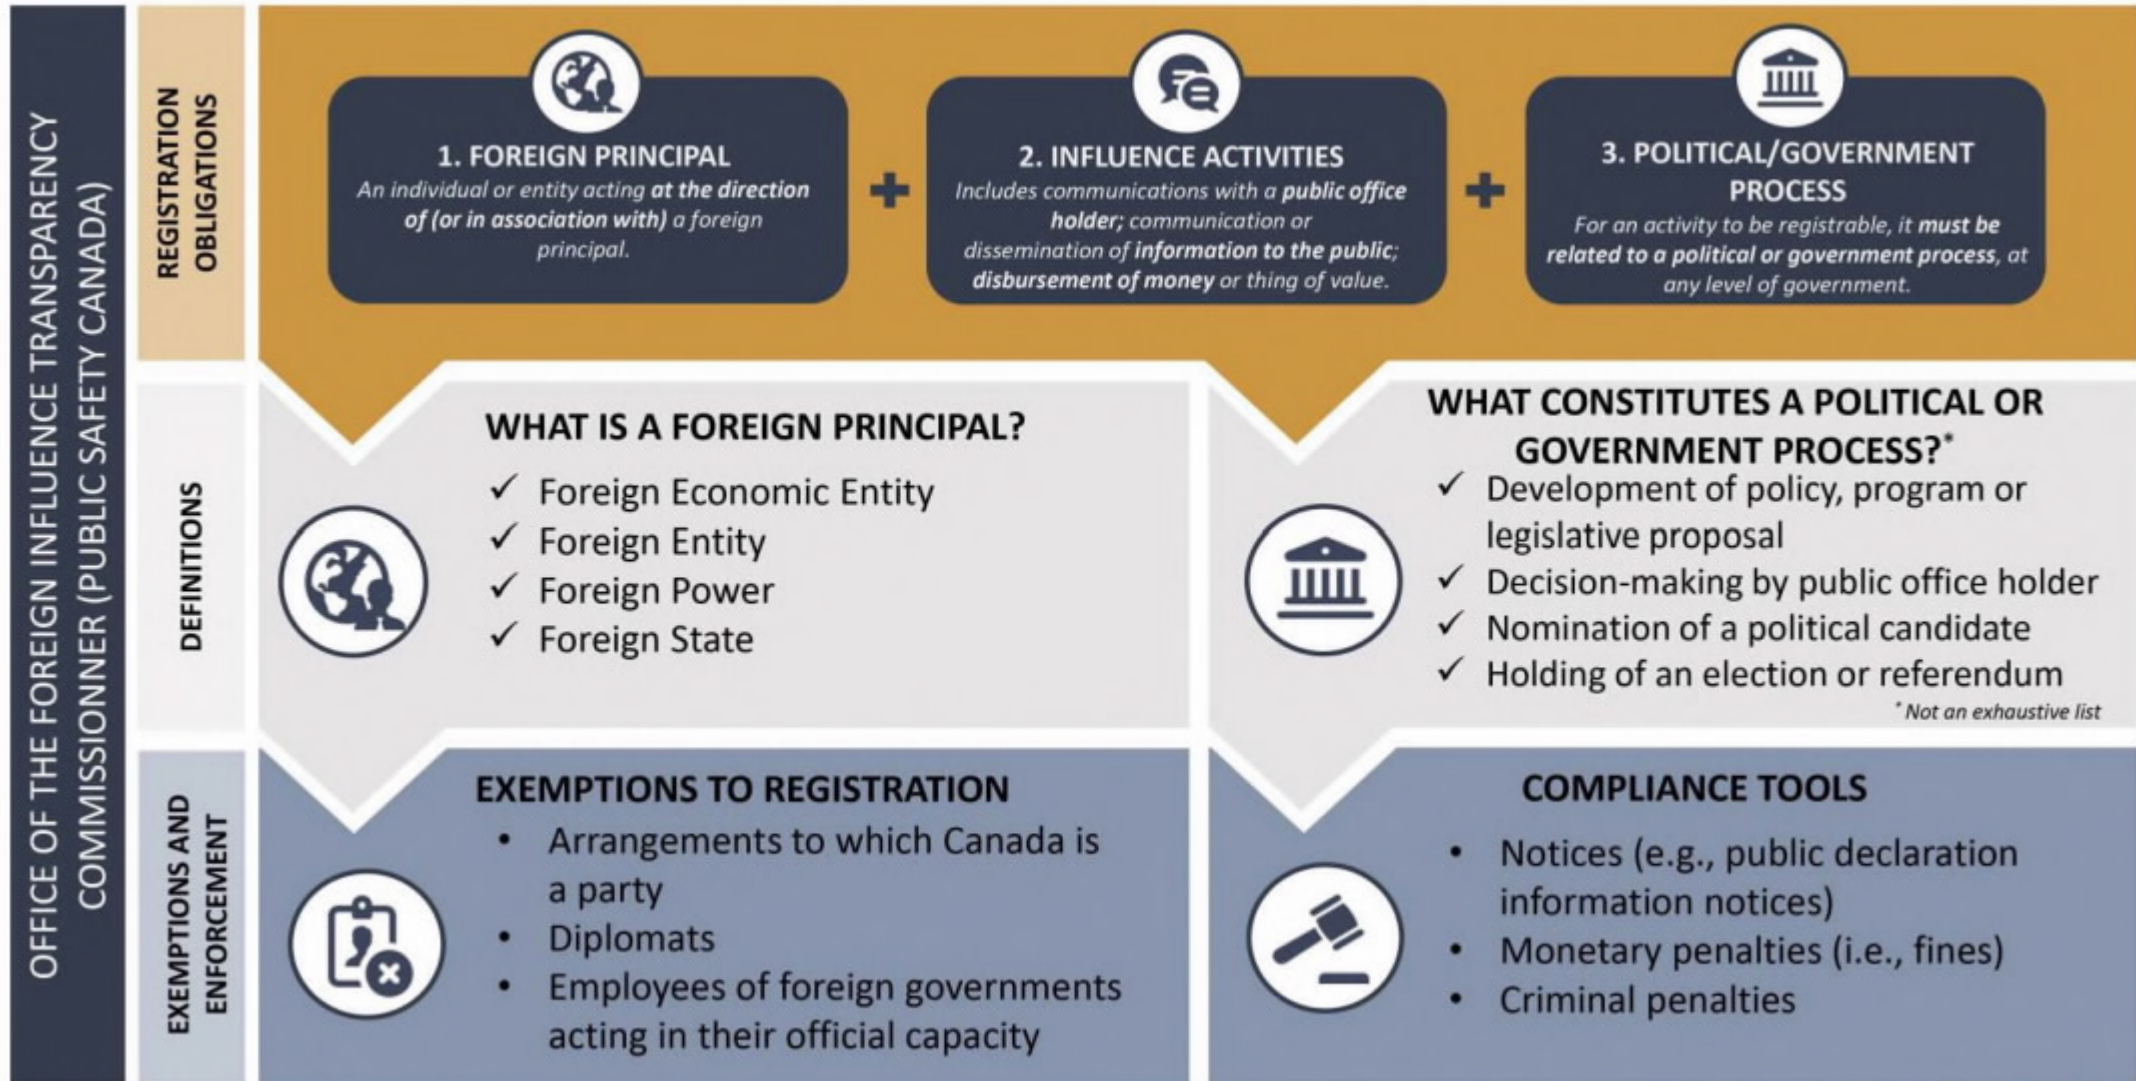 OFFICE OF THE FOREIGN INFLUENCE TRANSPARENCY
COMMISSIONNER (PUBLIC SAFETY CANADA)
REGISTRATION
OBLIGATIONS
1. FOREIGN PRINCIPAL
An individual or entity acting at the direction
of (or in association with) a foreign
principal.
+
2. INFLUENCE ACTIVITIES
Includes communications with a public office
holder; communication or
dissemination of information to the public;
disbursement of money or thing of value.
+
3. POLITICAL/GOVERNMENT
PROCESS
For an activity to be registrable, it must be
related to a political or government process, at
any level of government.
DEFINITIONS
WHAT IS A FOREIGN PRINCIPAL?
✓ Foreign Economic Entity
✓ Foreign Entity
✓ Foreign Power
✓ Foreign State
WHAT CONSTITUTES A POLITICAL OR
GOVERNMENT PROCESS?*
✓ Development of policy, program or
legislative proposal
✓ Decision-making by public office holder
✓ Nomination of a political candidate
✓ Holding of an election or referendum
* Not an exhaustive list
EXEMPTIONS AND
ENFORCEMENT
EXEMPTIONS TO REGISTRATION
• Arrangements to which Canada is
a party
• Diplomats
• Employees of foreign governments
acting in their official capacity
COMPLIANCE TOOLS
• Notices (e.g., public declaration
information notices)
• Monetary penalties (i.e., fines)
• Criminal penalties